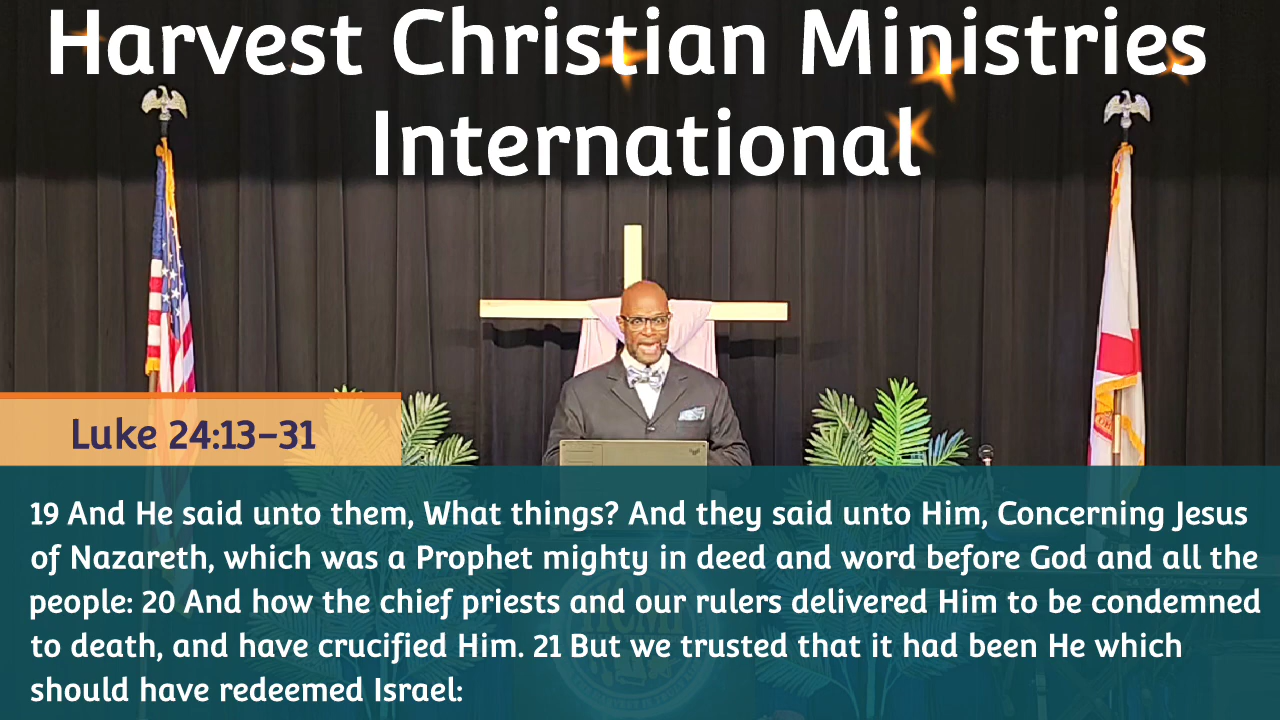 Harvest Christian Ministries
International
Luke 24:13-31
19 And He said unto them, What things? And they said unto Him, Concerning Jesus
of Nazareth, which was a Prophet mighty in deed and word before God and all the
people: 20 And how the chief priests and our rulers delivered Him to be condemned
to death, and have crucified Him. 21 But we trusted that it had been He which
should have redeemed Israel:
HCMI